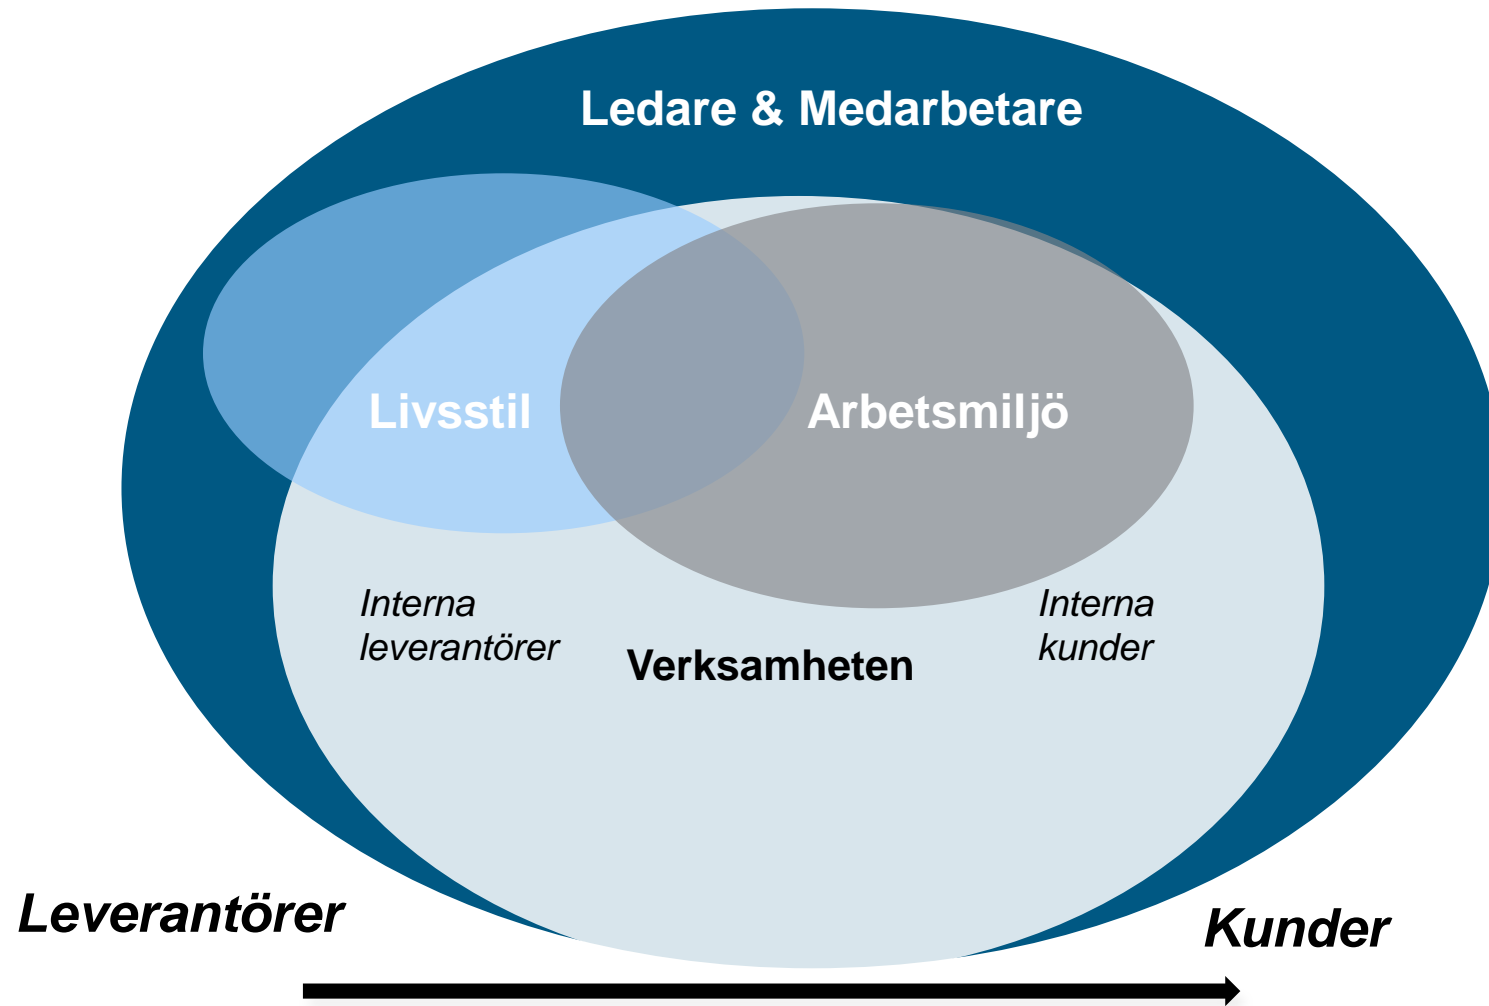 Ledare & Medarbetare
Livsstil
Arbetsmiljö
Interna
leverantörer
Interna
kunder
Verksamheten
Leverantörer
Kunder